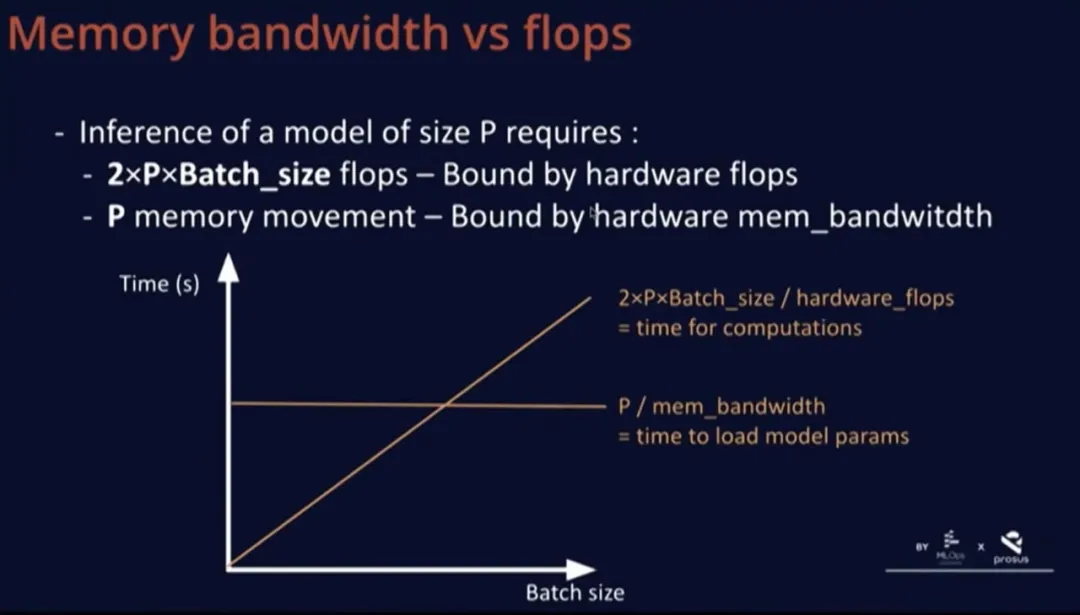 Memory bandwidth vs flops
- Inference of a model of size P requires :
- 2×P×Batch_size flops – Bound by hardware flops
- P memory movement – Bound by hardware mem_bandwitdth
Time (s)
2×P×Batch_size / hardware_flops
= time for computations
P / mem_bandwidth
= time to load model params
Batch size
BY MLOps x prosus